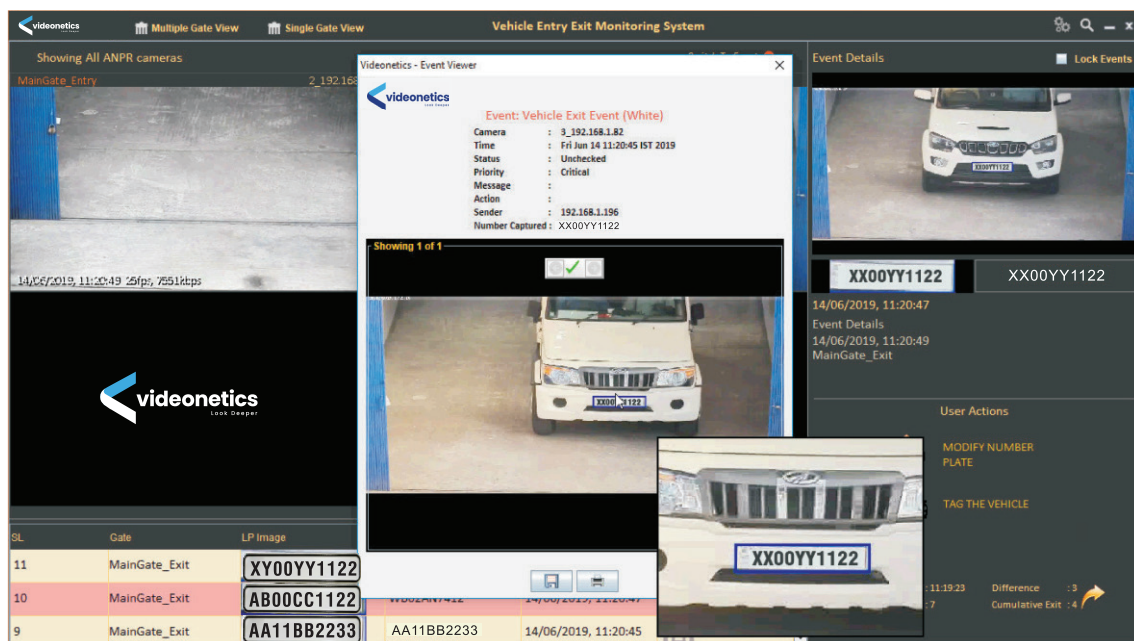 videonetics
Multiple Gate View
Single Gate View
Vehicle Entry Exit Monitoring System
Showing All ANPR cameras
MainGate_Entry
2_192.168
14/06/2019, 11:20:49 25fps, 7551kbps
videonetics
Look Deeper
Videonetics - Event Viewer
videonetics
Look Deeper
Event: Vehicle Exit Event (White)
Camera : 3_192.168.1.82
Time : Fri Jun 14 11:20:45 IST 2019
Status : Unchecked
Priority : Critical
Message :
Action :
Sender : 192.168.1.196
Number Captured : XX00YY1122
Showing 1 of 1
XX00YY1122
Event Details
Lock Events
XX00YY1122
XX00YY1122
XX00YY1122
14/06/2019, 11:20:47
Event Details
14/06/2019, 11:20:49
MainGate_Exit
User Actions
MODIFY NUMBER
PLATE
TAG THE VEHICLE
: 11:19:23 Difference : 3
: 7 Cumulative Exit : 4
SL Gate LP Image
11 MainGate_Exit XY00YY1122
10 MainGate_Exit AB00CC1122 14/06/2019, 11:20:47
9 MainGate_Exit AA11BB2233 AA11BB2233 14/06/2019, 11:20:45